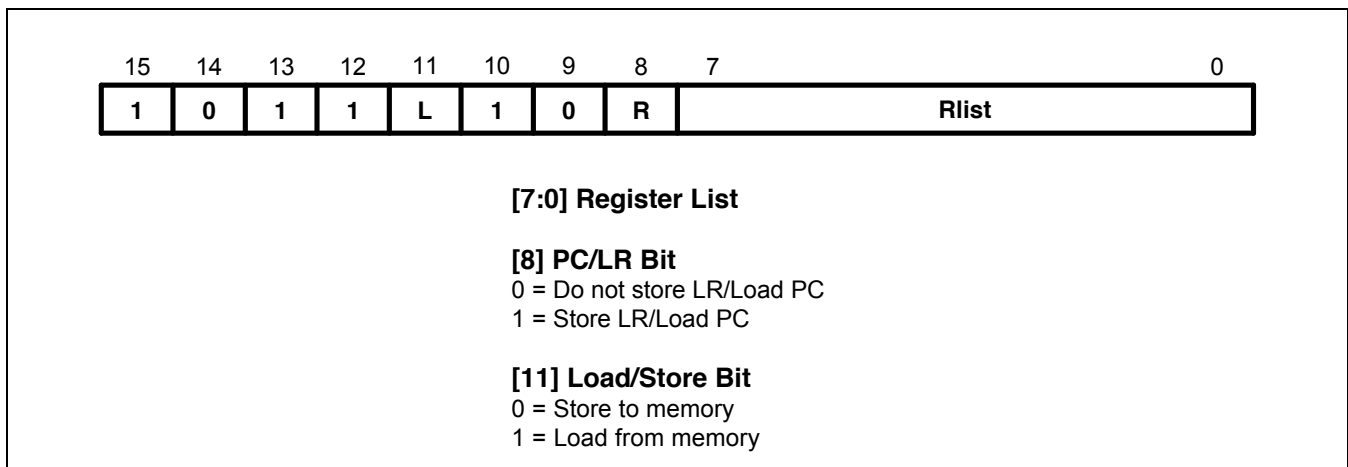 15 14 13 12 11 10 9 8 7 0
1 0 1 1 L 1 0 R Rlist
[7:0] Register List
[8] PC/LR Bit
0 = Do not store LR/Load PC
1 = Store LR/Load PC
[11] Load/Store Bit
0 = Store to memory
1 = Load from memory